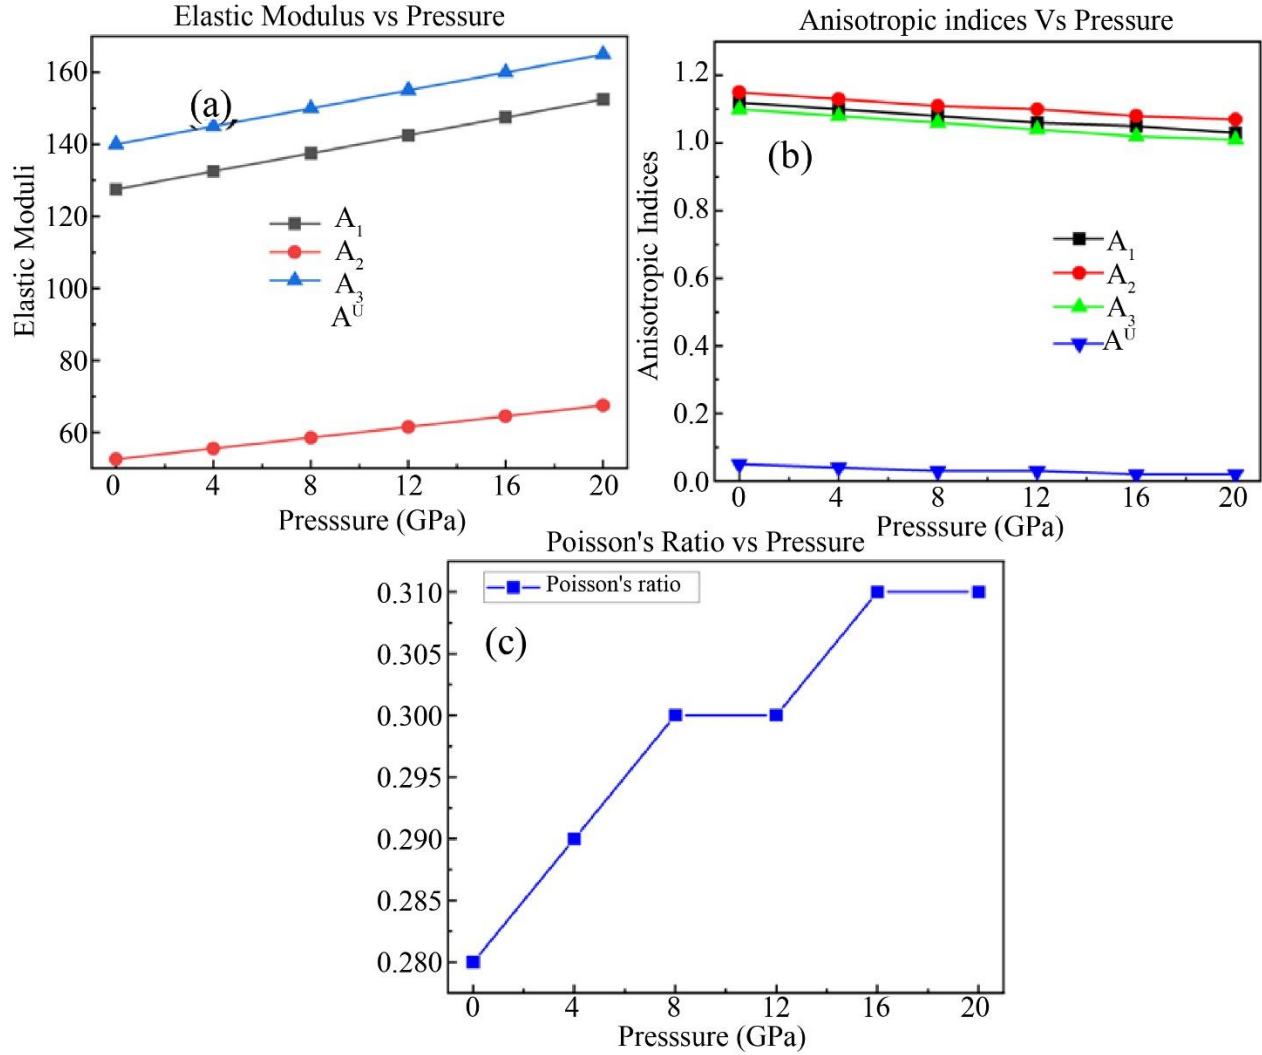 Elastic Modulus vs Pressure
(a)
Elastic Moduli
160
140
120
100
80
60
A1
A2
A3
AU
0 4 8 12 16 20
Presssure (GPa)
Anisotropic indices Vs Pressure
(b)
Anisotropic Indices
1.2
1.0
0.8
0.6
0.4
0.2
0.0
A1
A2
A3
AU
0 4 8 12 16 20
Presssure (GPa)
Poisson's Ratio vs Pressure
Poisson's ratio
(c)
0.310
0.305
0.300
0.295
0.290
0.285
0.280
0 4 8 12 16 20
Presssure (GPa)